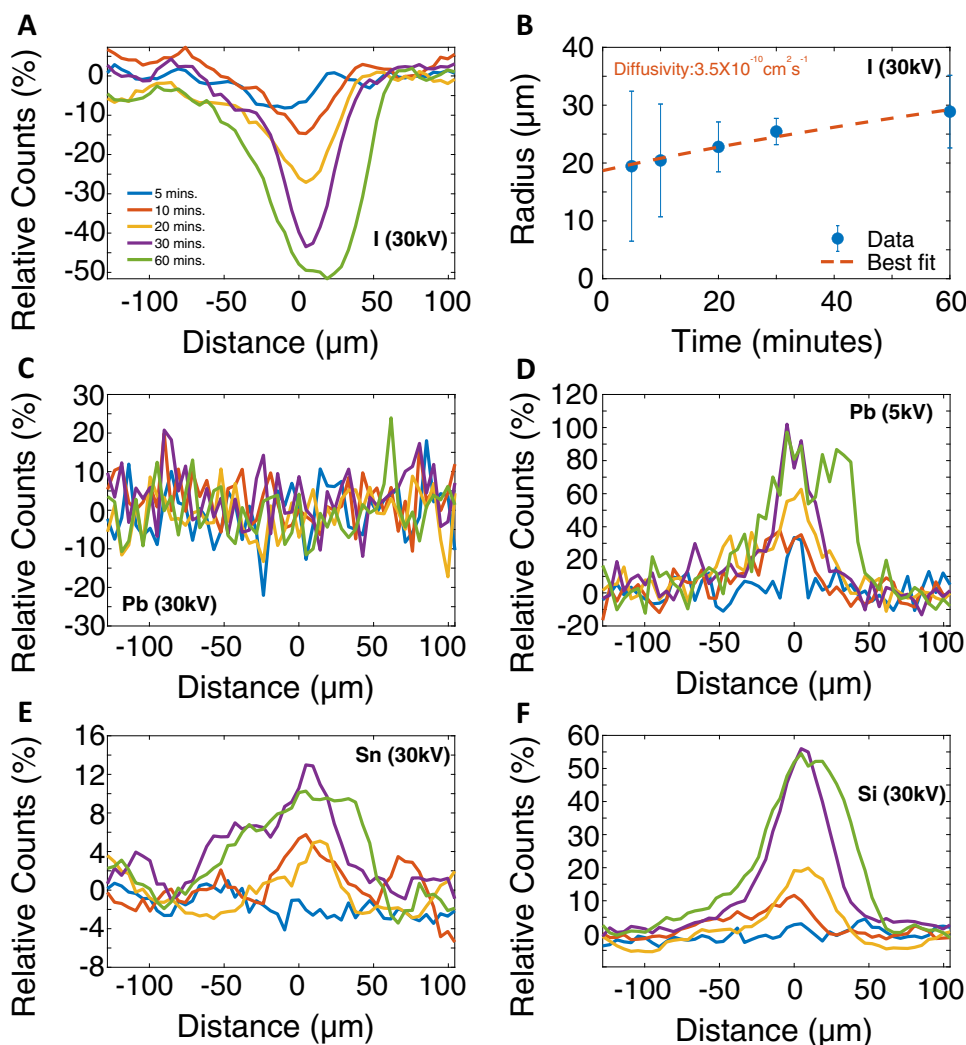 A
Relative Counts (%)
0
-10
-20
-30
-40
-50
5 mins.
10 mins.
20 mins.
30 mins.
60 mins.
I (30kV)
-100 -50 0 50 100
Distance (μm)
B
Radius (μm)
40
30
20
10
0
Diffusivity:3.5X10⁻¹⁰cm² s⁻¹
I (30kV)
Data
Best fit
0 20 40 60
Time (minutes)
C
Relative Counts (%)
30
20
10
0
-10
-20
-30
Pb (30kV)
-100 -50 0 50 100
Distance (μm)
D
Relative Counts (%)
120
100
80
60
40
20
0
-20
Pb (5kV)
-100 -50 0 50 100
Distance (μm)
E
Relative Counts (%)
16
12
8
4
0
-4
-8
Sn (30kV)
-100 -50 0 50 100
Distance (μm)
F
Relative Counts (%)
60
50
40
30
20
10
0
Si (30kV)
-100 -50 0 50 100
Distance (μm)